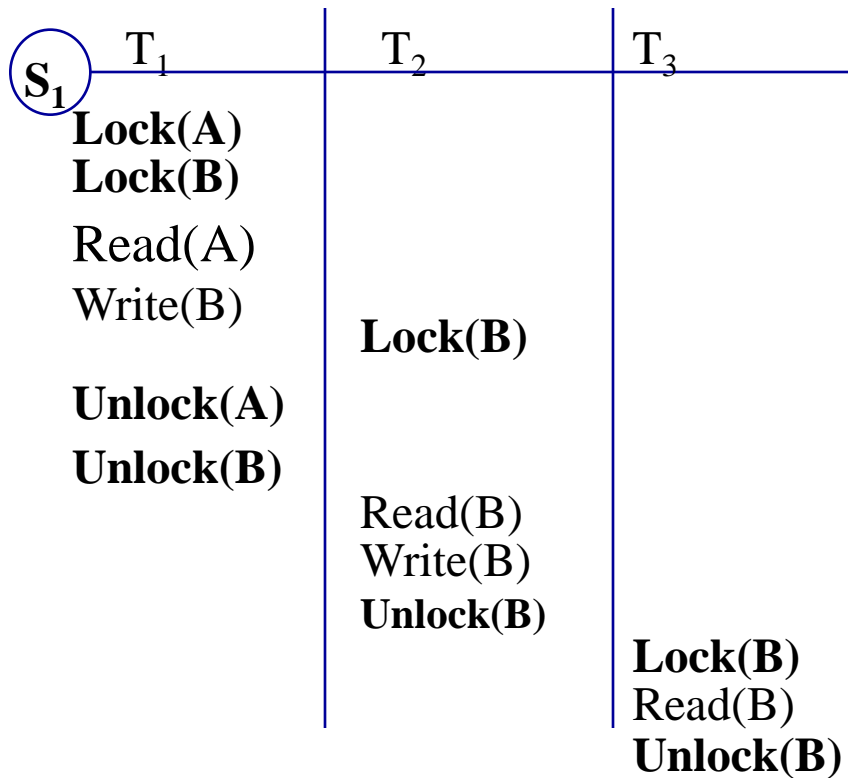 S₁ T₁ T₂ T₃
Lock(A)
Lock(B)
Read(A)
Write(B)
Lock(B)
Unlock(A)
Unlock(B)
Read(B)
Write(B)
Unlock(B)
Lock(B)
Read(B)
Unlock(B)